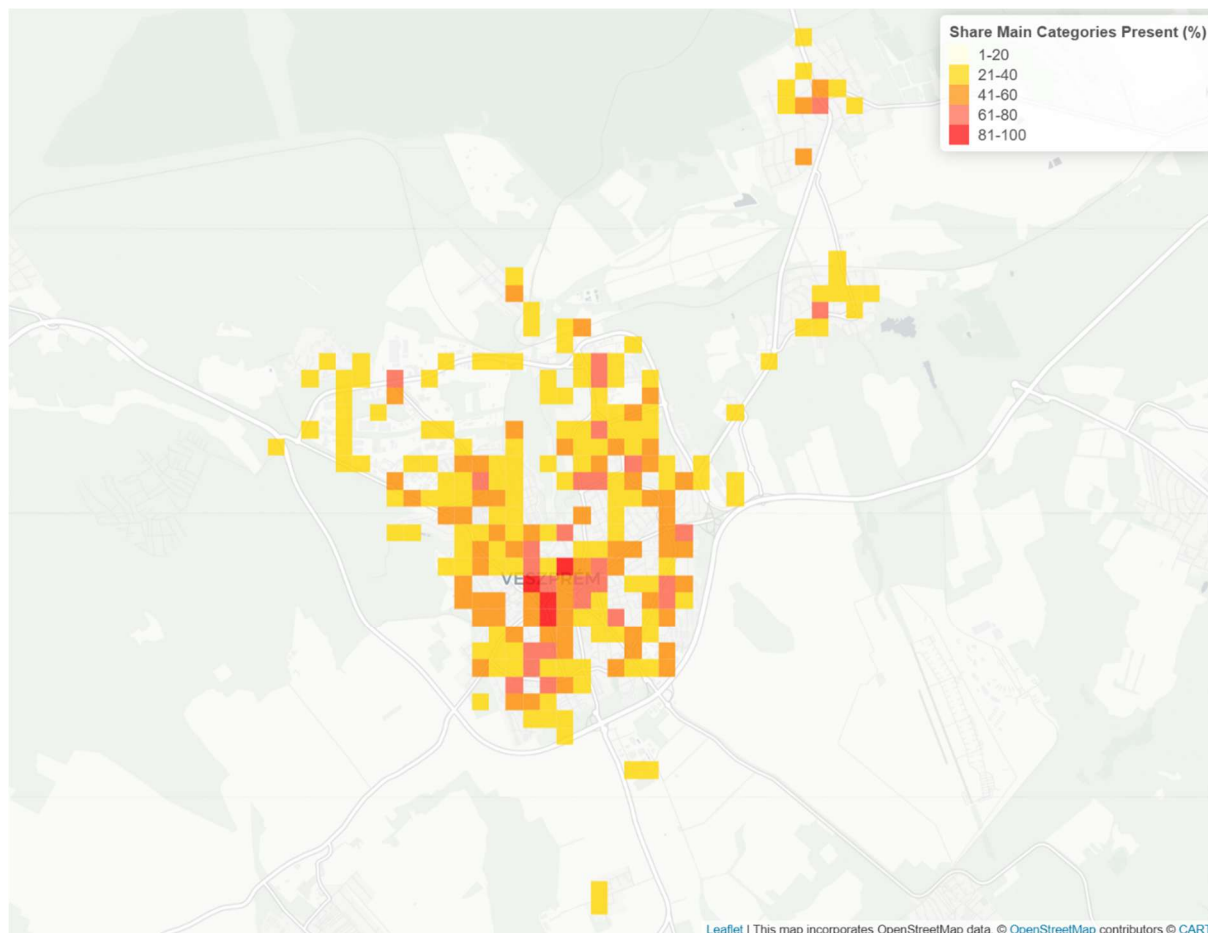 Share Main Categories Present (%)
1-20
21-40
41-60
61-80
81-100
VESZPRÉM
Leaflet | This map incorporates OpenStreetMap data. © OpenStreetMap contributors © CART